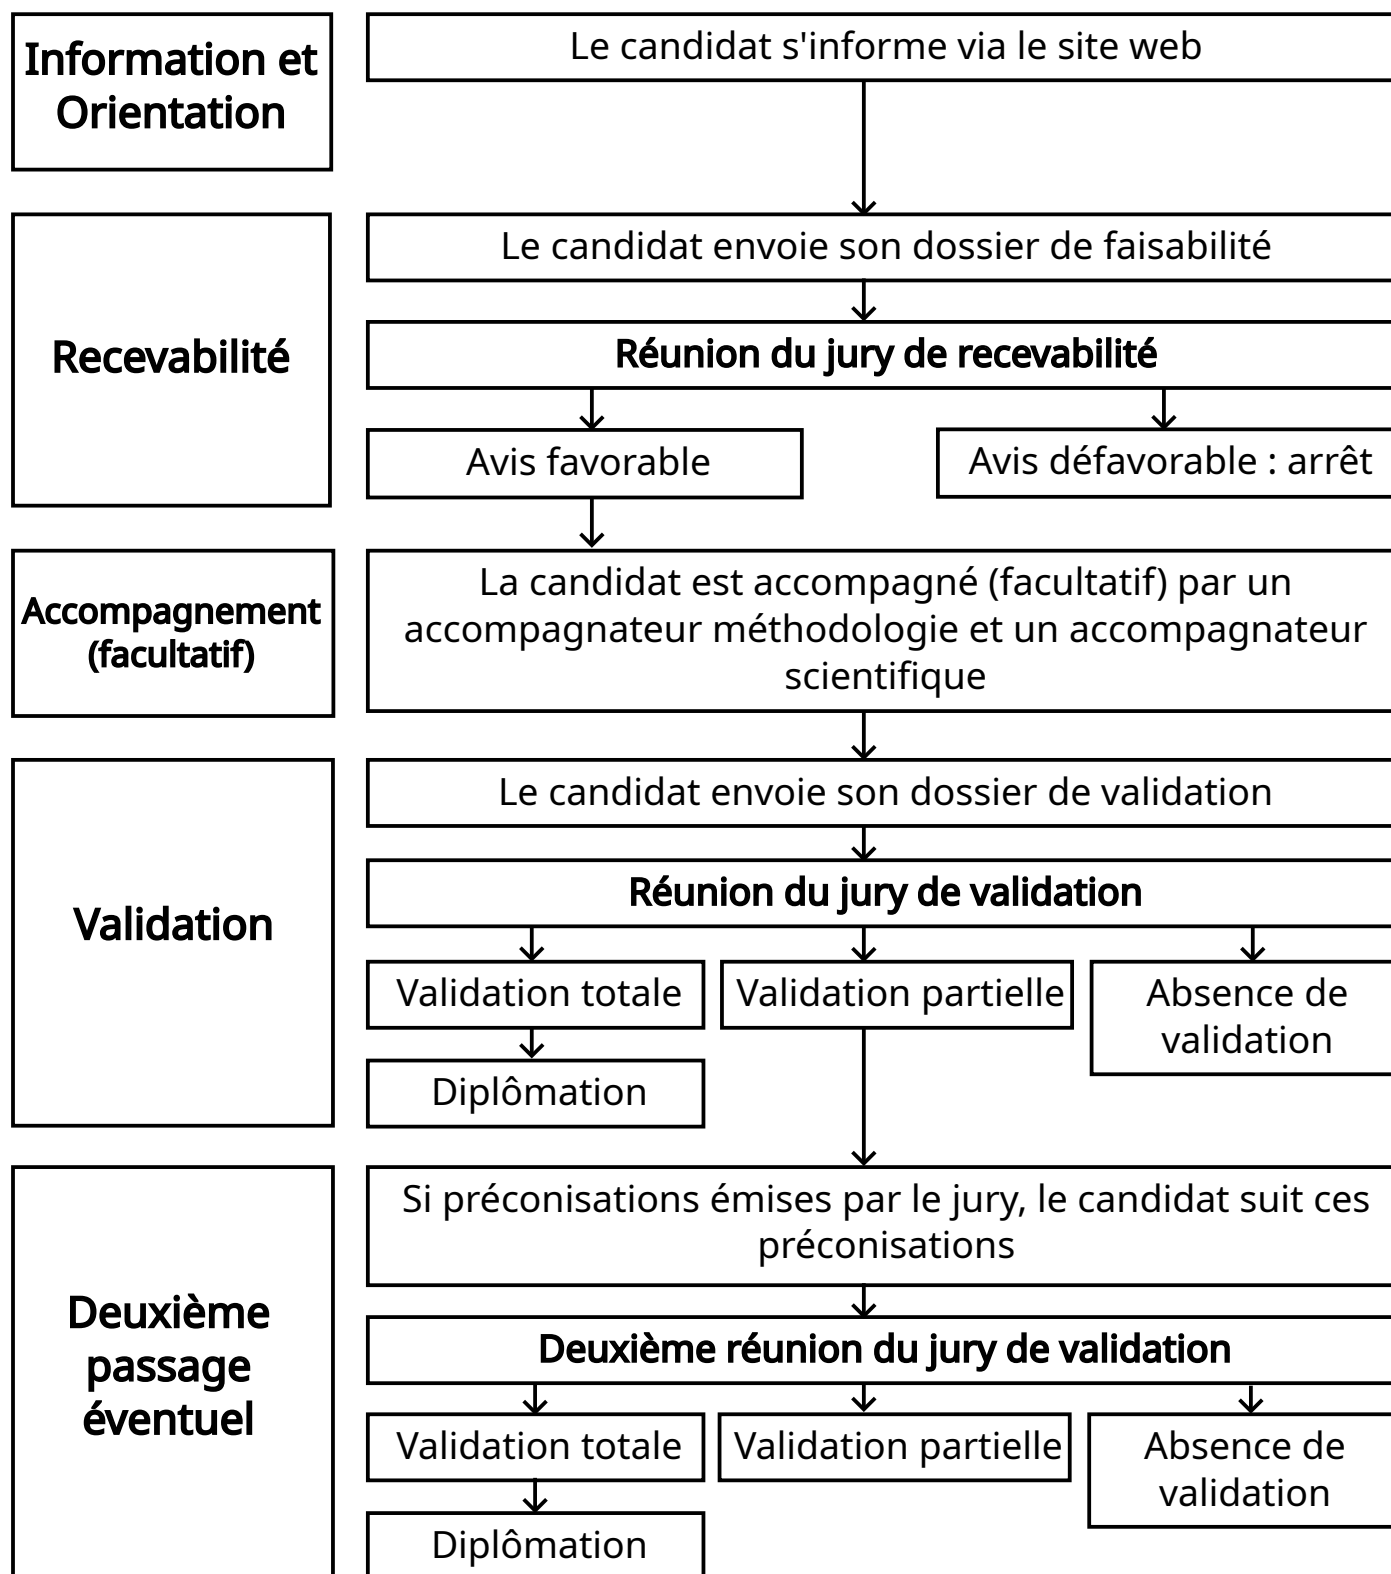 Information et
Orientation
Le candidat s'informe via le site web
Recevabilité
Le candidat envoie son dossier de faisabilité
Réunion du jury de recevabilité
Avis favorable
Avis défavorable : arrêt
Accompagnement
(facultatif)
La candidat est accompagné (facultatif) par un
accompagnateur méthodologie et un accompagnateur
scientifique
Validation
Le candidat envoie son dossier de validation
Réunion du jury de validation
Validation totale
Validation partielle
Absence de
validation
Diplômation
Deuxième
passage
éventuel
Si préconisations émises par le jury, le candidat suit ces
préconisations
Deuxième réunion du jury de validation
Validation totale
Validation partielle
Absence de
validation
Diplômation